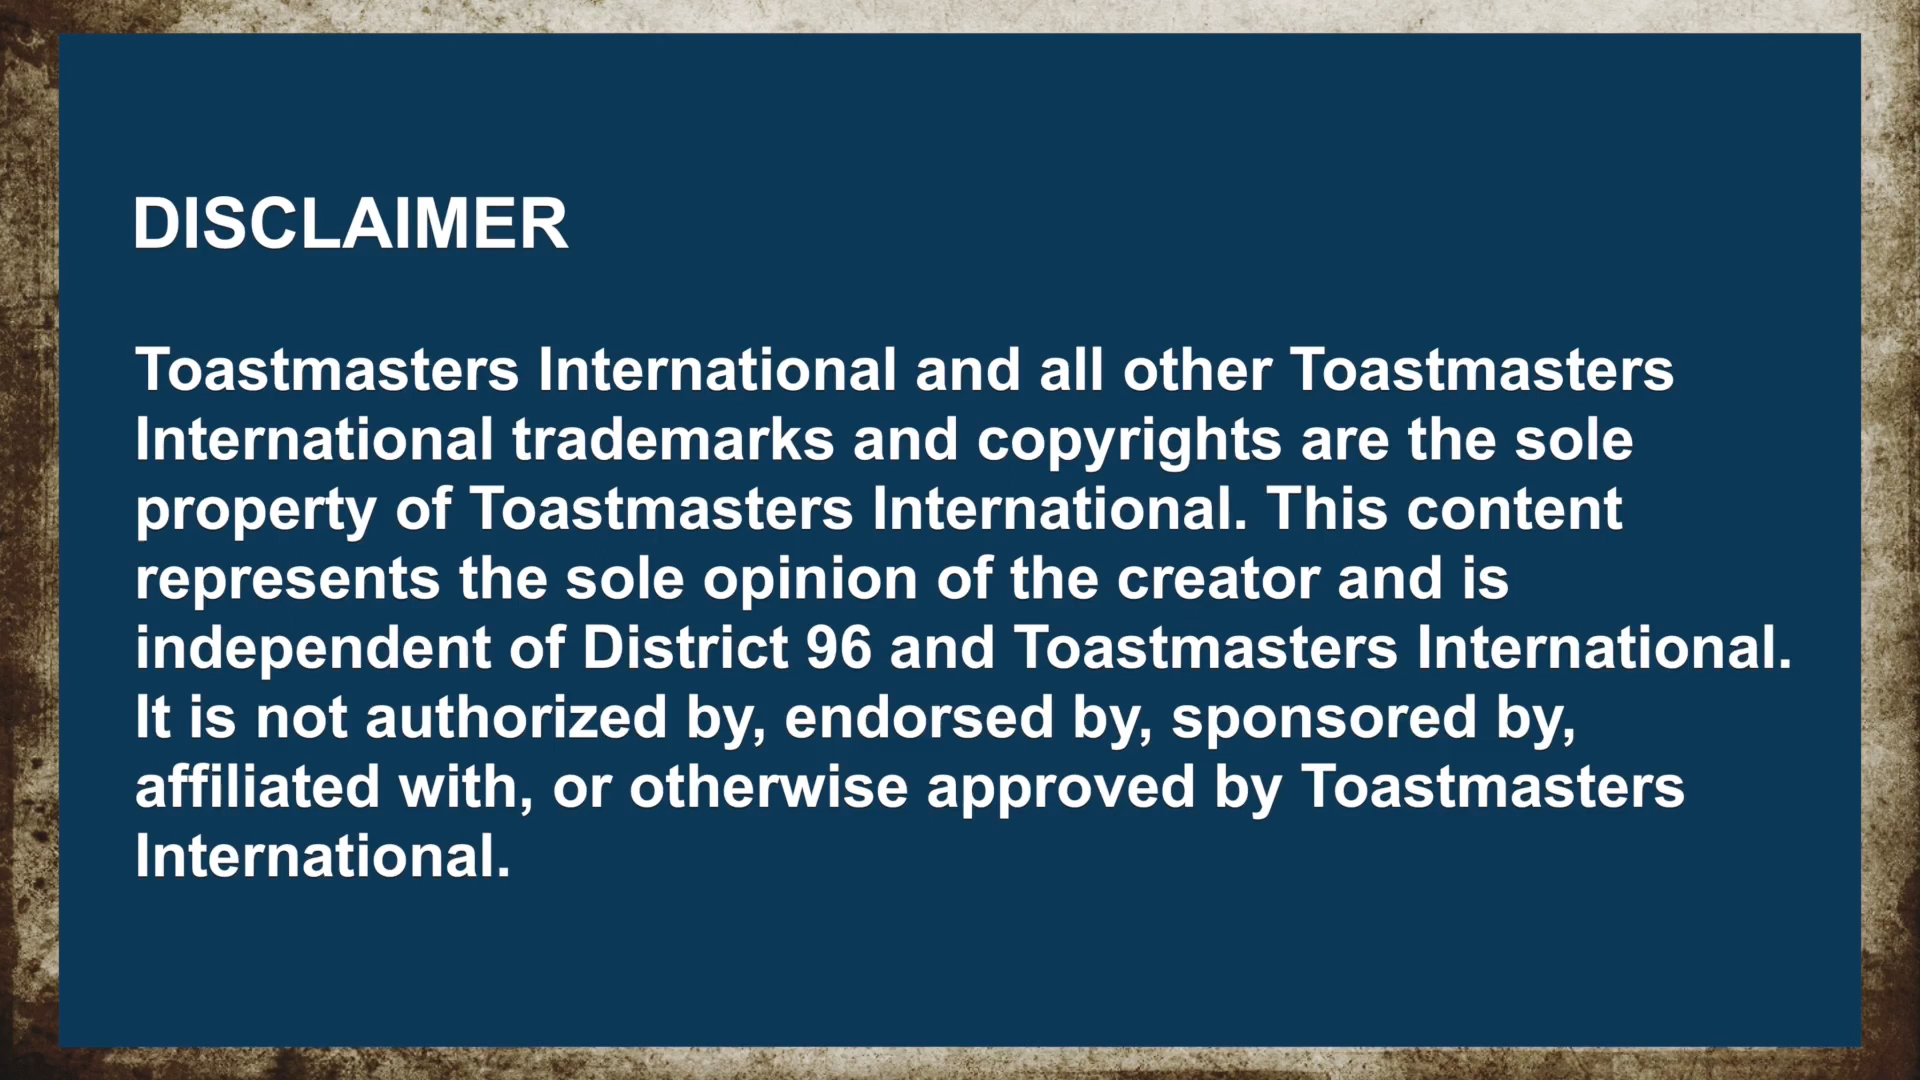 DISCLAIMER
Toastmasters International and all other Toastmasters
International trademarks and copyrights are the sole
property of Toastmasters International. This content
represents the sole opinion of the creator and is
independent of District 96 and Toastmasters International.
It is not authorized by, endorsed by, sponsored by,
affiliated with, or otherwise approved by Toastmasters
International.